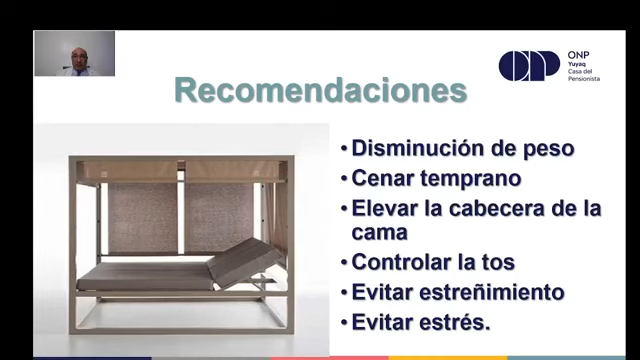 ONP
ONP
Yuyaq
Casa del
Pensionista
Recomendaciones
•Disminución de peso
•Cenar temprano
•Elevar la cabecera de la
cama
•Controlar la tos
•Evitar estreñimiento
•Evitar estrés.